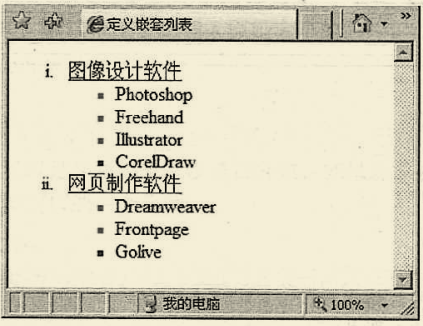 定义嵌套列表
i. 图像设计软件
▪ Photoshop
▪ Freehand
▪ Illustrator
▪ CorelDraw
ii. 网页制作软件
▪ Dreamweaver
▪ Frontpage
▪ Golive
我的电脑 100%